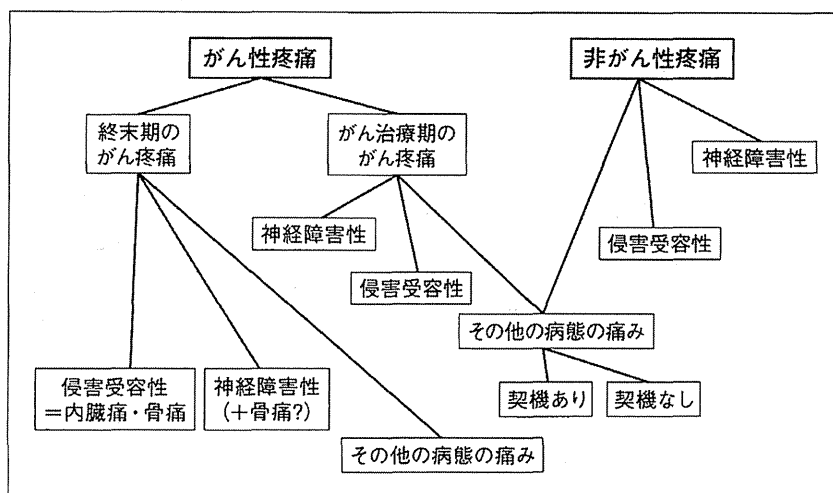 がん性疼痛
非がん性疼痛
終末期の
がん疼痛
がん治療期の
がん疼痛
神経障害性
神経障害性
侵害受容性
侵害受容性
その他の病態の痛み
侵害受容性
=内臓痛・骨痛
神経障害性
(+骨痛?)
契機あり
契機なし
その他の病態の痛み